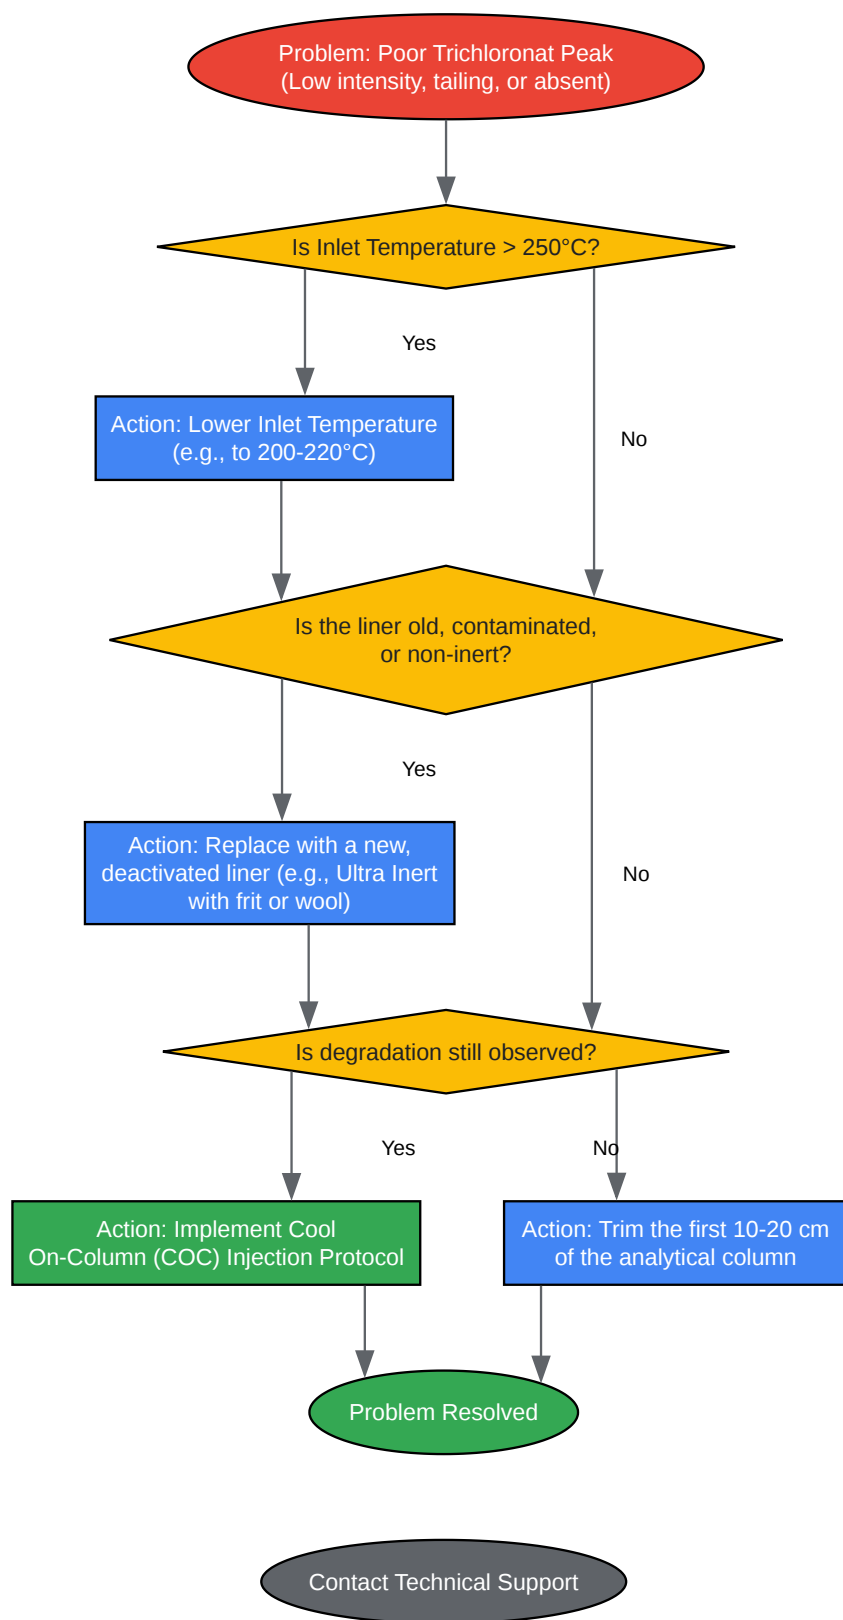 Problem: Poor Trichloronat Peak
(Low intensity, tailing, or absent)
Is Inlet Temperature > 250°C?
Yes
Action: Lower Inlet Temperature
(e.g., to 200-220°C)
No
Is the liner old, contaminated,
or non-inert?
Yes
Action: Replace with a new,
deactivated liner (e.g., Ultra Inert
with frit or wool)
No
Is degradation still observed?
Yes
No
Action: Implement Cool
On-Column (COC) Injection Protocol
Action: Trim the first 10-20 cm
of the analytical column
Problem Resolved
Contact Technical Support